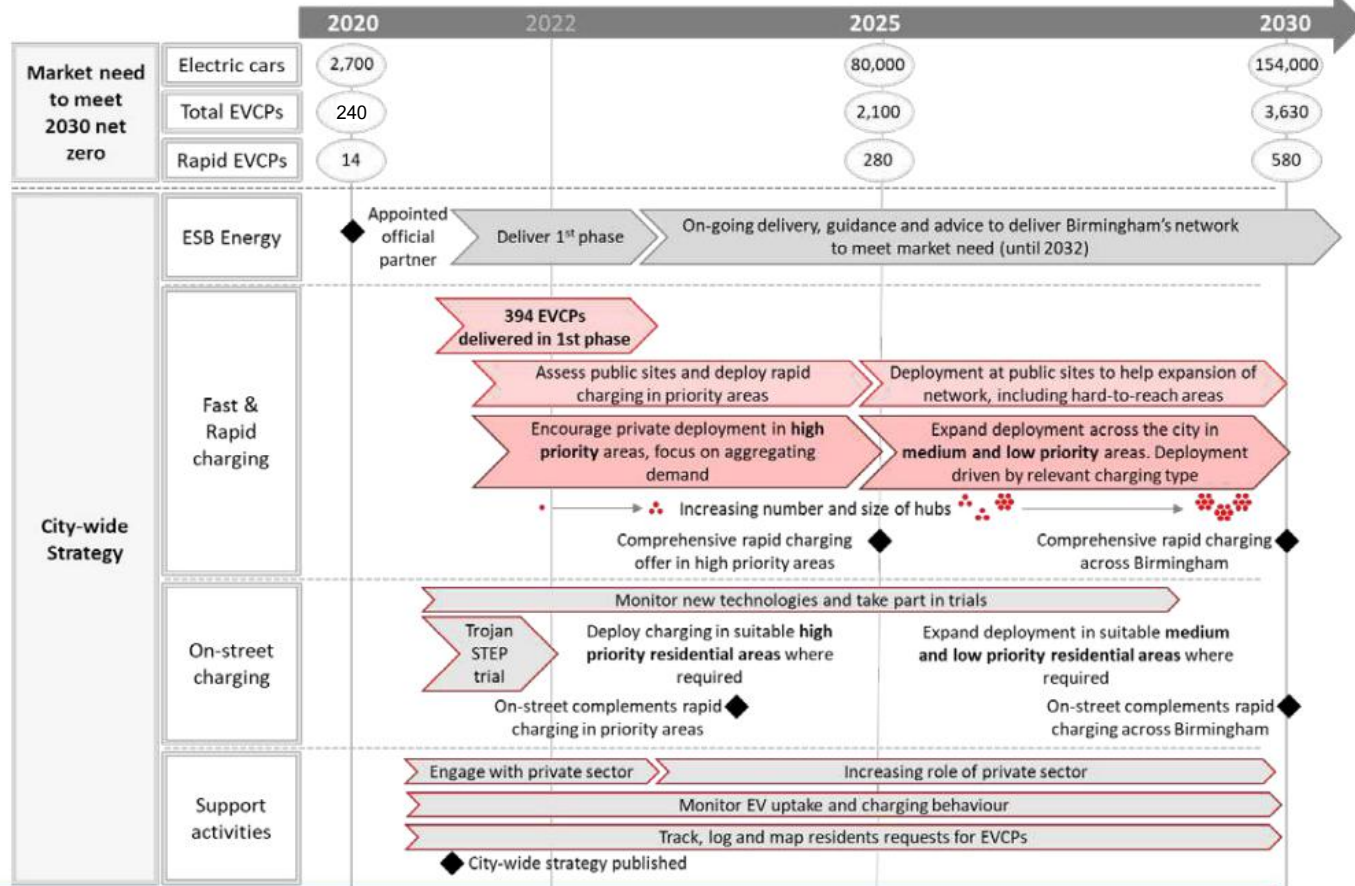 2020 2022 2025 2030
Market need
to meet
2030 net
zero
Electric cars 2,700 80,000 154,000
Total EVCPs 240 2,100 3,630
Rapid EVCPs 14 280 580
City-wide
Strategy
ESB Energy
Appointed
official
partner
Deliver 1st phase
On-going delivery, guidance and advice to deliver Birmingham's network
to meet market need (until 2032)
Fast &
Rapid
charging
394 EVCPs
delivered in 1st phase
Assess public sites and deploy rapid
charging in priority areas
Deployment at public sites to help expansion of
network, including hard-to-reach areas
Encourage private deployment in high
priority areas, focus on aggregating
demand
Expand deployment across the city in
medium and low priority areas. Deployment
driven by relevant charging type
Increasing number and size of hubs
Comprehensive rapid charging
offer in high priority areas
Comprehensive rapid charging
across Birmingham
On-street
charging
Monitor new technologies and take part in trials
Trojan
STEP
trial
Deploy charging in suitable high
priority residential areas where
required
Expand deployment in suitable medium
and low priority residential areas where
required
On-street complements rapid
charging in priority areas
On-street complements rapid
charging across Birmingham
Support
activities
Engage with private sector
Increasing role of private sector
Monitor EV uptake and charging behaviour
Track, log and map residents requests for EVCPs
City-wide strategy published